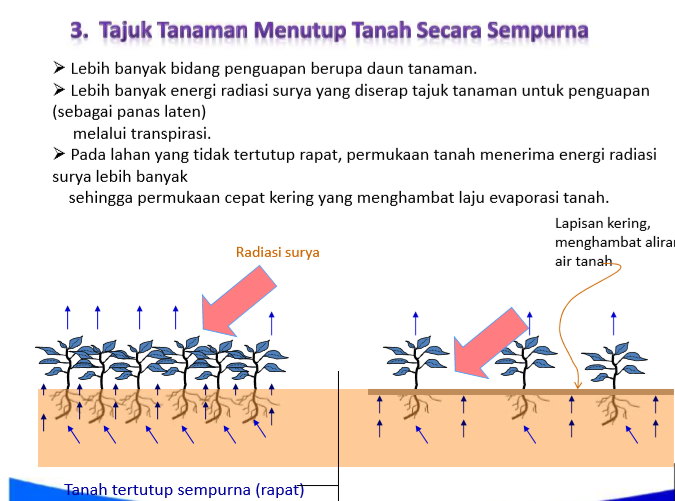 3. Tajuk Tanaman Menutup Tanah Secara Sempurna
➢ Lebih banyak bidang penguapan berupa daun tanaman.
➢ Lebih banyak energi radiasi surya yang diserap tajuk tanaman untuk penguapan
(sebagai panas laten)
melalui transpirasi.
➢ Pada lahan yang tidak tertutup rapat, permukaan tanah menerima energi radiasi
surya lebih banyak
sehingga permukaan cepat kering yang menghambat laju evaporasi tanah.
Lapisan kering,
menghambat aliran
air tanah
Radiasi surya
Tanah tertutup sempurna (rapat)